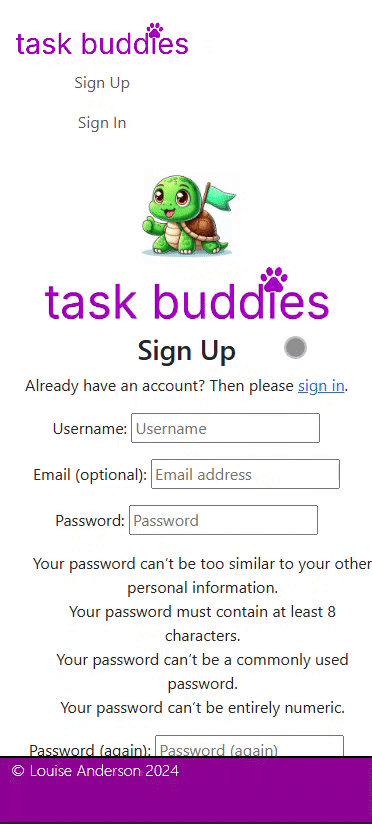 task buddies
Sign Up
Sign In
task buddies
Sign Up
Already have an account? Then please sign in.
Username: Username
Email (optional): Email address
Password: Password
Your password can't be too similar to your other
personal information.
Your password must contain at least 8
characters.
Your password can't be a commonly used
password.
Your password can't be entirely numeric.
Password (again): Password (again)
© Louise Anderson 2024